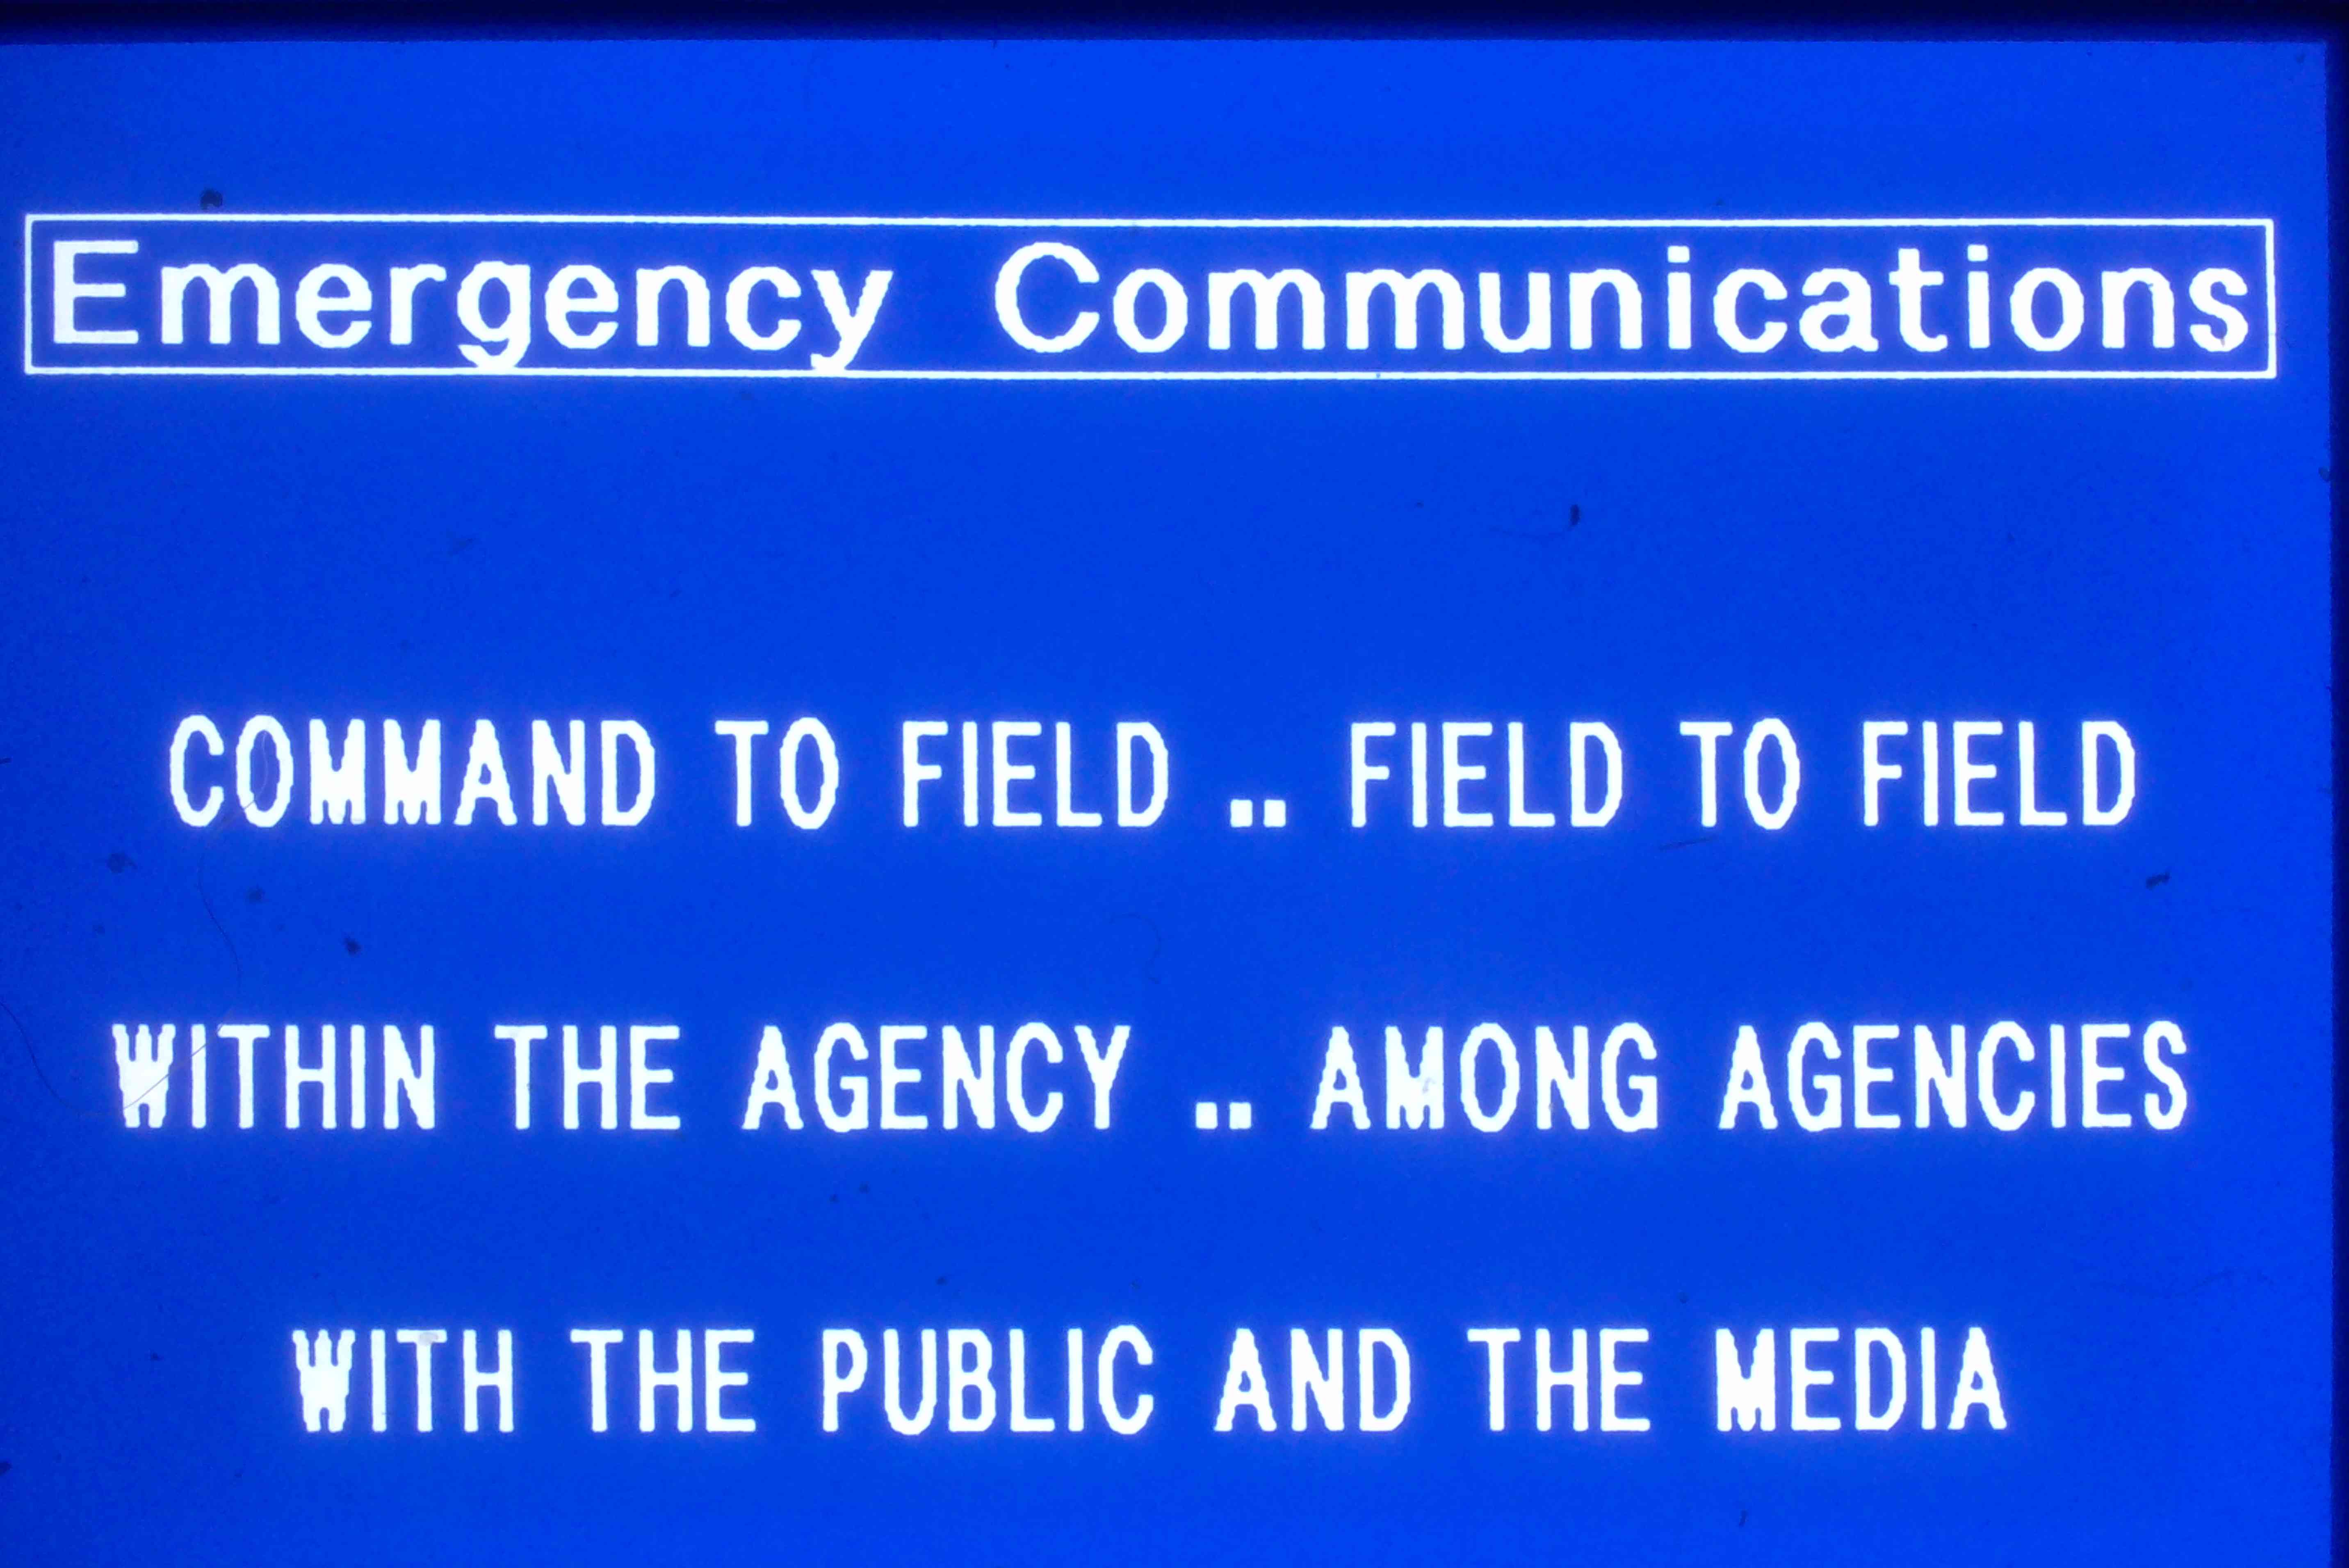 Emergency Communications
COMMAND TO FIELD .. FIELD TO FIELD
WITHIN THE AGENCY .. AMONG AGENCIES
WITH THE PUBLIC AND THE MEDIA